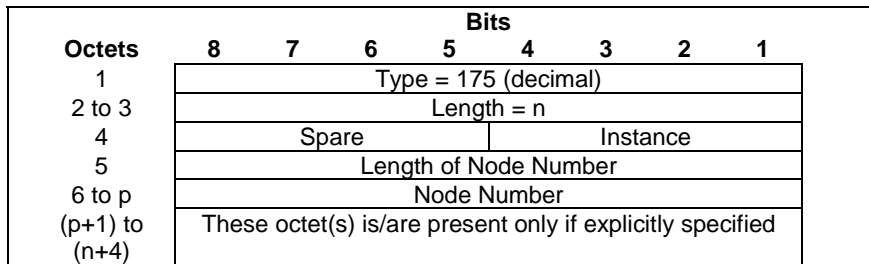 Bits
Octets 8 7 6 5 4 3 2 1
1 Type = 175 (decimal)
2 to 3 Length = n
4 Spare Instance
5 Length of Node Number
6 to p Node Number
(p+1) to These octet(s) is/are present only if explicitly specified
(n+4)